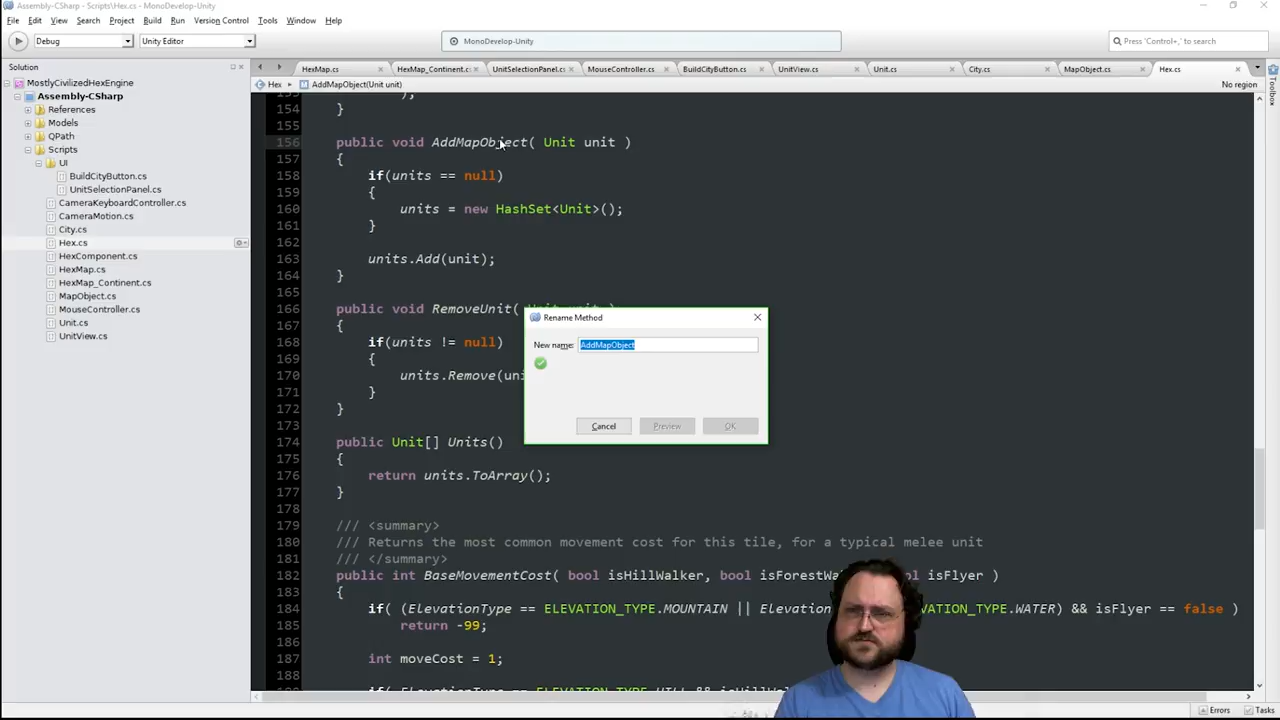 Assembly-CSharp - Scripts\Hex.cs - MonoDevelop-Unity
File Edit View Search Project Build Run Version Control Tools Window Help
Debug Unity Editor MonoDevelop-Unity Press 'Control+,' to search
Solution
HexMap.cs HexMap_Continent.cs UnitSelectionPanel.cs MouseController.cs BuildCityButton.cs UnitView.cs Unit.cs City.cs MapObject.cs Hex.cs
Hex AddMapObject(Unit unit) No region
Toolbox
MostlyCivilizedHexEngine
Assembly-CSharp
References
Models
QPath
Scripts
UI
BuildCityButton.cs
UnitSelectionPanel.cs
CameraKeyboardController.cs
CameraMotion.cs
City.cs
Hex.cs
HexComponent.cs
HexMap.cs
HexMap_Continent.cs
MapObject.cs
MouseController.cs
Unit.cs
UnitView.cs
154 }
155
156 public void AddMapObject( Unit unit )
157 {
158 if(units == null)
159 {
160 units = new HashSet<Unit>();
161 }
162
163 units.Add(unit);
164 }
165
166 public void RemoveUnit( Unit unit )
167 {
168 if(units != null)
169 {
170 units.Remove(uni
171 }
172 }
173
174 public Unit[] Units()
175 {
176 return units.ToArray();
177 }
178
179 /// <summary>
180 /// Returns the most common movement cost for this tile, for a typical melee unit
181 /// </summary>
182 public int BaseMovementCost( bool isHillWalker, bool isForestWa l isFlyer )
183 {
184 if( (ElevationType == ELEVATION_TYPE.MOUNTAIN || Elevation VATION_TYPE.WATER) && isFlyer == false )
185 return -99;
186
187 int moveCost = 1;
188
Rename Method
New name: AddMapObject
Cancel Preview OK
Errors Tasks